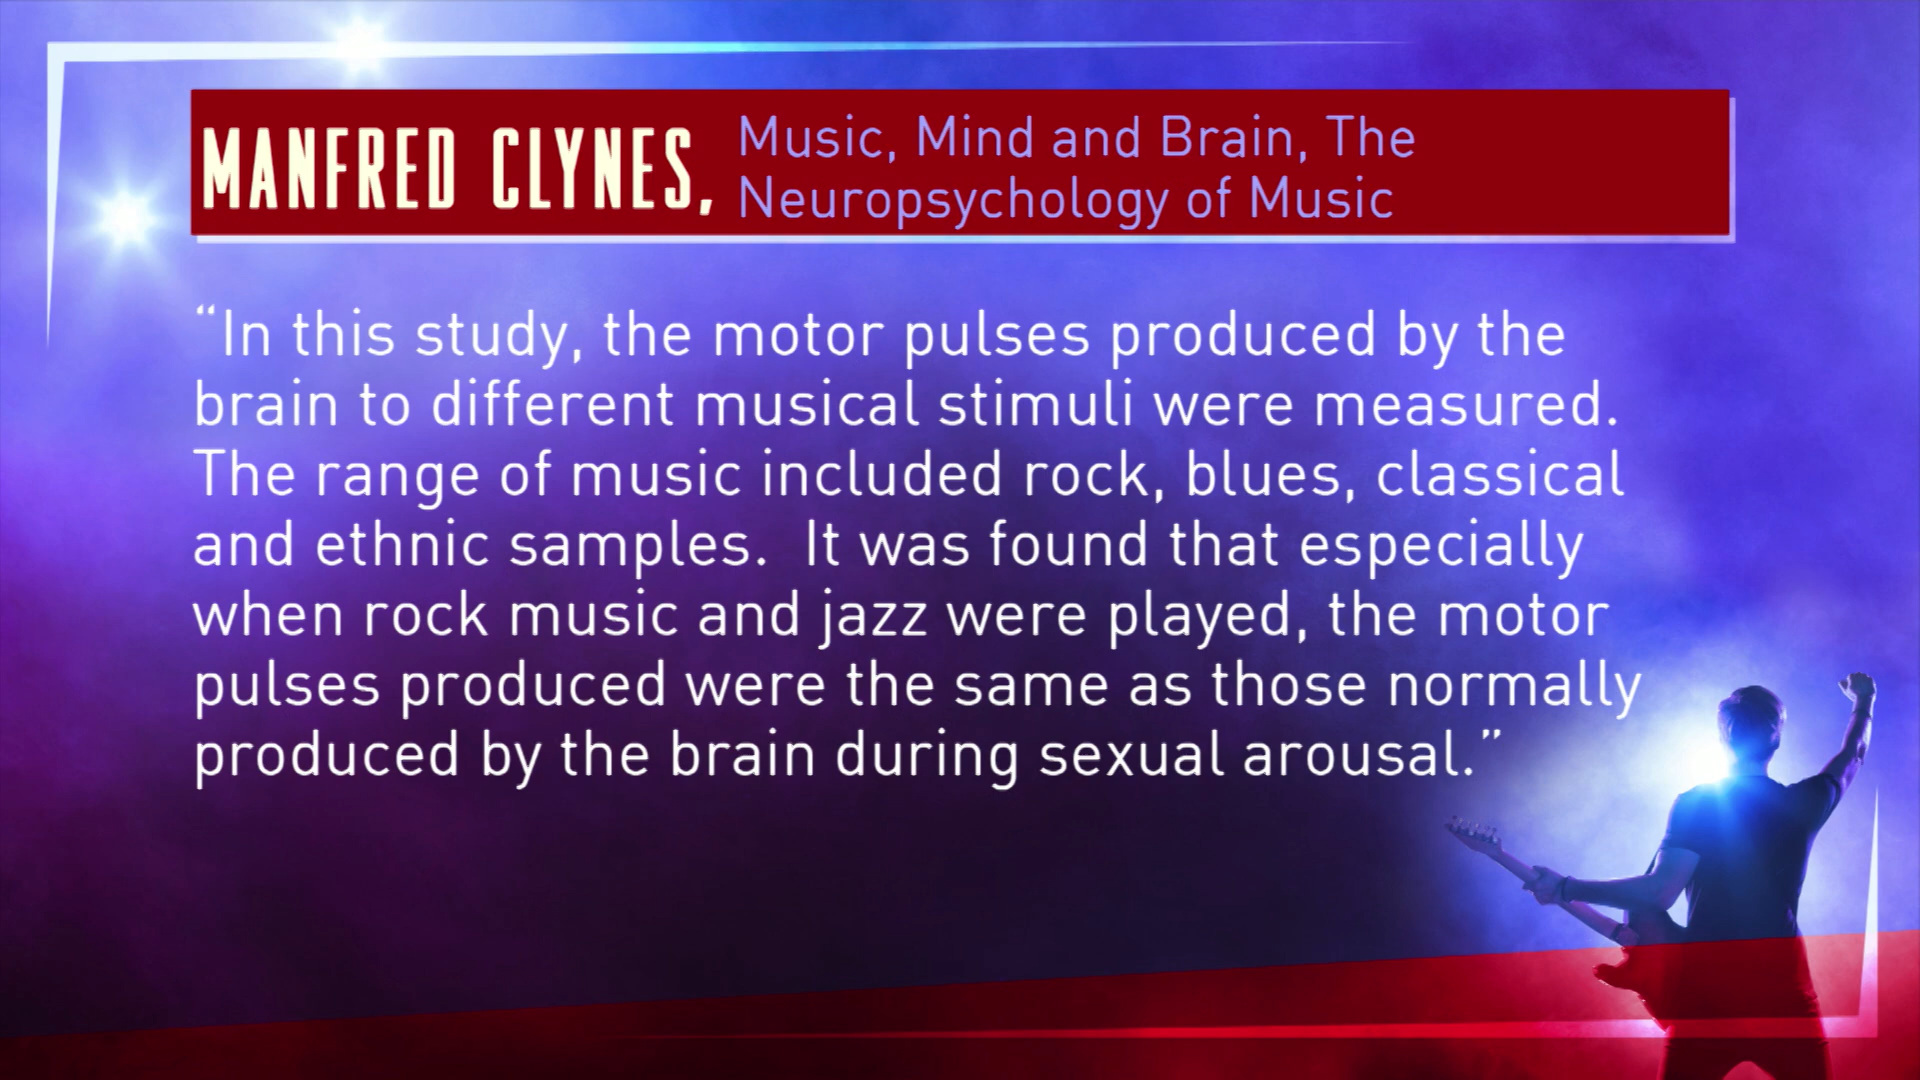 MANFRED CLYNES, Music, Mind and Brain, The
Neuropsychology of Music
“In this study, the motor pulses produced by the
brain to different musical stimuli were measured.
The range of music included rock, blues, classical
and ethnic samples.  It was found that especially
when rock music and jazz were played, the motor
pulses produced were the same as those normally
produced by the brain during sexual arousal.”